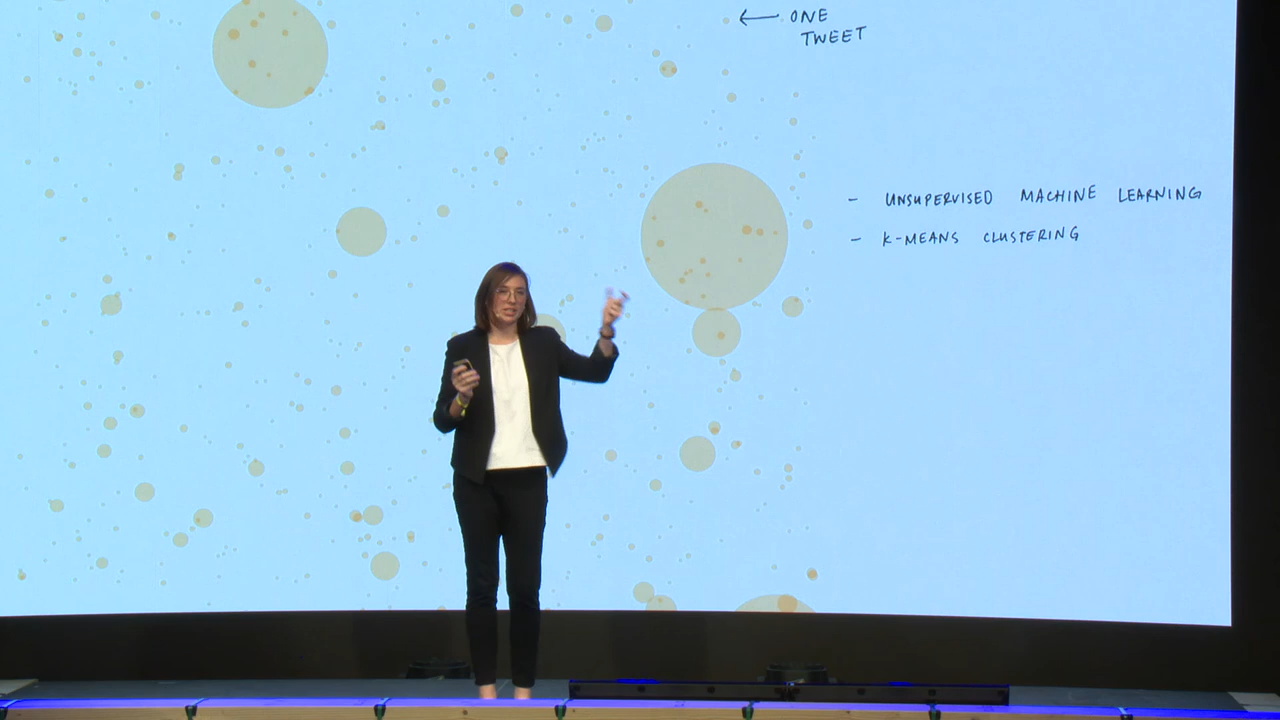 ← ONE
TWEET
- UNSUPERVISED MACHINE LEARNING
- K-MEANS CLUSTERING